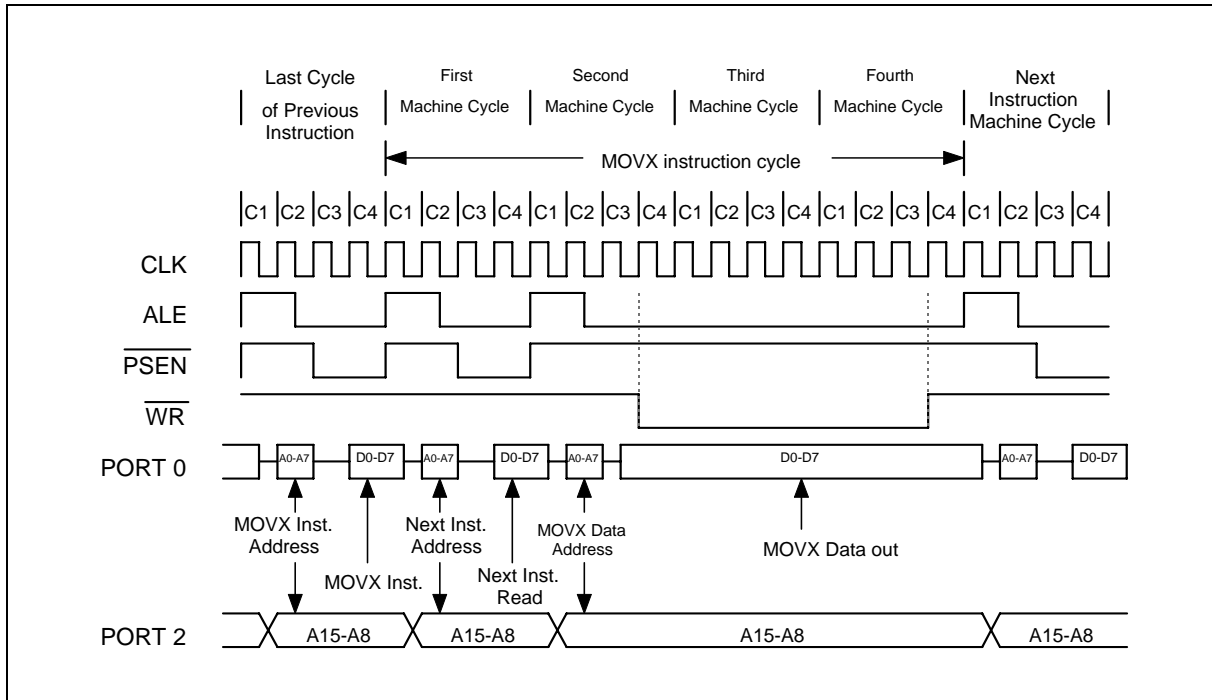 Last Cycle
of Previous
Instruction
First
Machine Cycle
Second
Machine Cycle
Third
Machine Cycle
Fourth
Machine Cycle
Next
Instruction
Machine Cycle
MOVX instruction cycle
C1 C2 C3 C4 C1 C2 C3 C4 C1 C2 C3 C4 C1 C2 C3 C4 C1 C2 C3 C4 C1 C2 C3 C4
CLK
ALE
PSEN
WR
PORT 0
A0-A7 D0-D7 A0-A7 D0-D7 A0-A7 D0-D7 A0-A7 D0-D7
MOVX Inst.
Address
MOVX Inst.
Next Inst.
Address
Next Inst.
Read
MOVX Data
Address
MOVX Data out
PORT 2
A15-A8 A15-A8 A15-A8 A15-A8